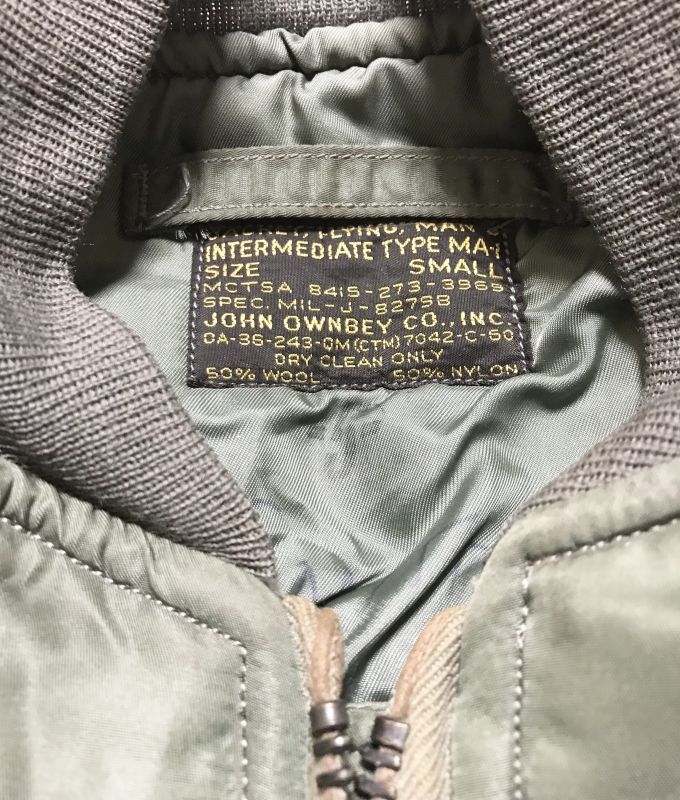 JACKET, FLYING, MAN'S
INTERMEDIATE TYPE MA-1
SIZE SMALL
MCTSA 8415-273-3969
SPEC. MIL-J-8279B
JOHN OWNBEY CO., INC.
DA-36-243-QM(CTM)7042-C-60
DRY CLEAN ONLY
50% WOOL 50% NYLON